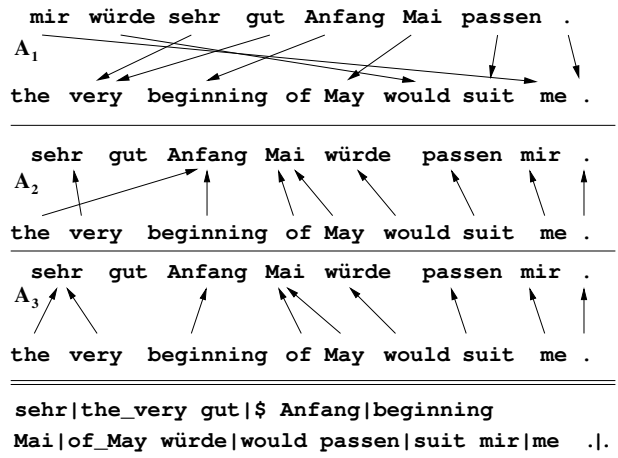 mir würde sehr gut Anfang Mai passen .
A1
the very beginning of May would suit me .
sehr gut Anfang Mai würde passen mir .
A2
the very beginning of May would suit me .
sehr gut Anfang Mai würde passen mir .
A3
the very beginning of May would suit me .
sehr|the_very gut|$ Anfang|beginning
Mai|of_May würde|would passen|suit mir|me .|.